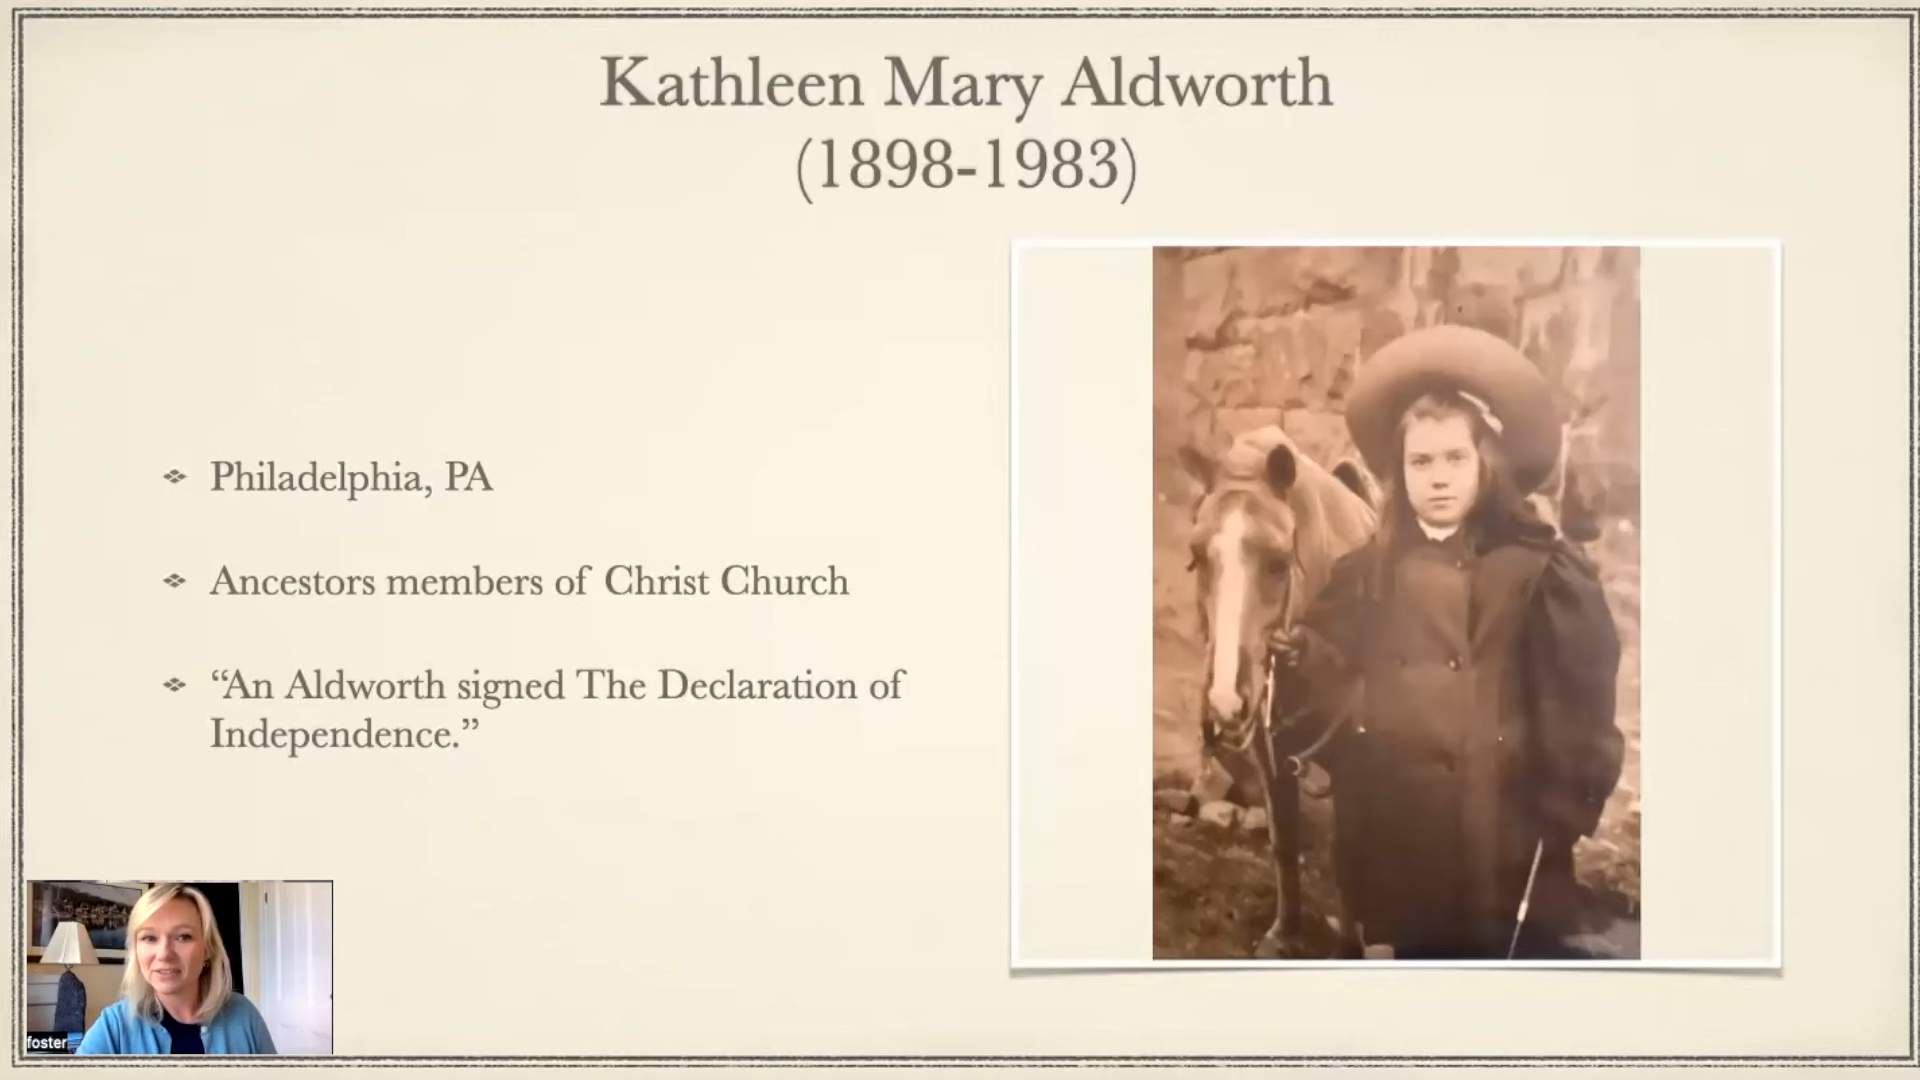 Kathleen Mary Aldworth
(1898-1983)
Philadelphia, PA
Ancestors members of Christ Church
“An Aldworth signed The Declaration of
Independence.”
foster